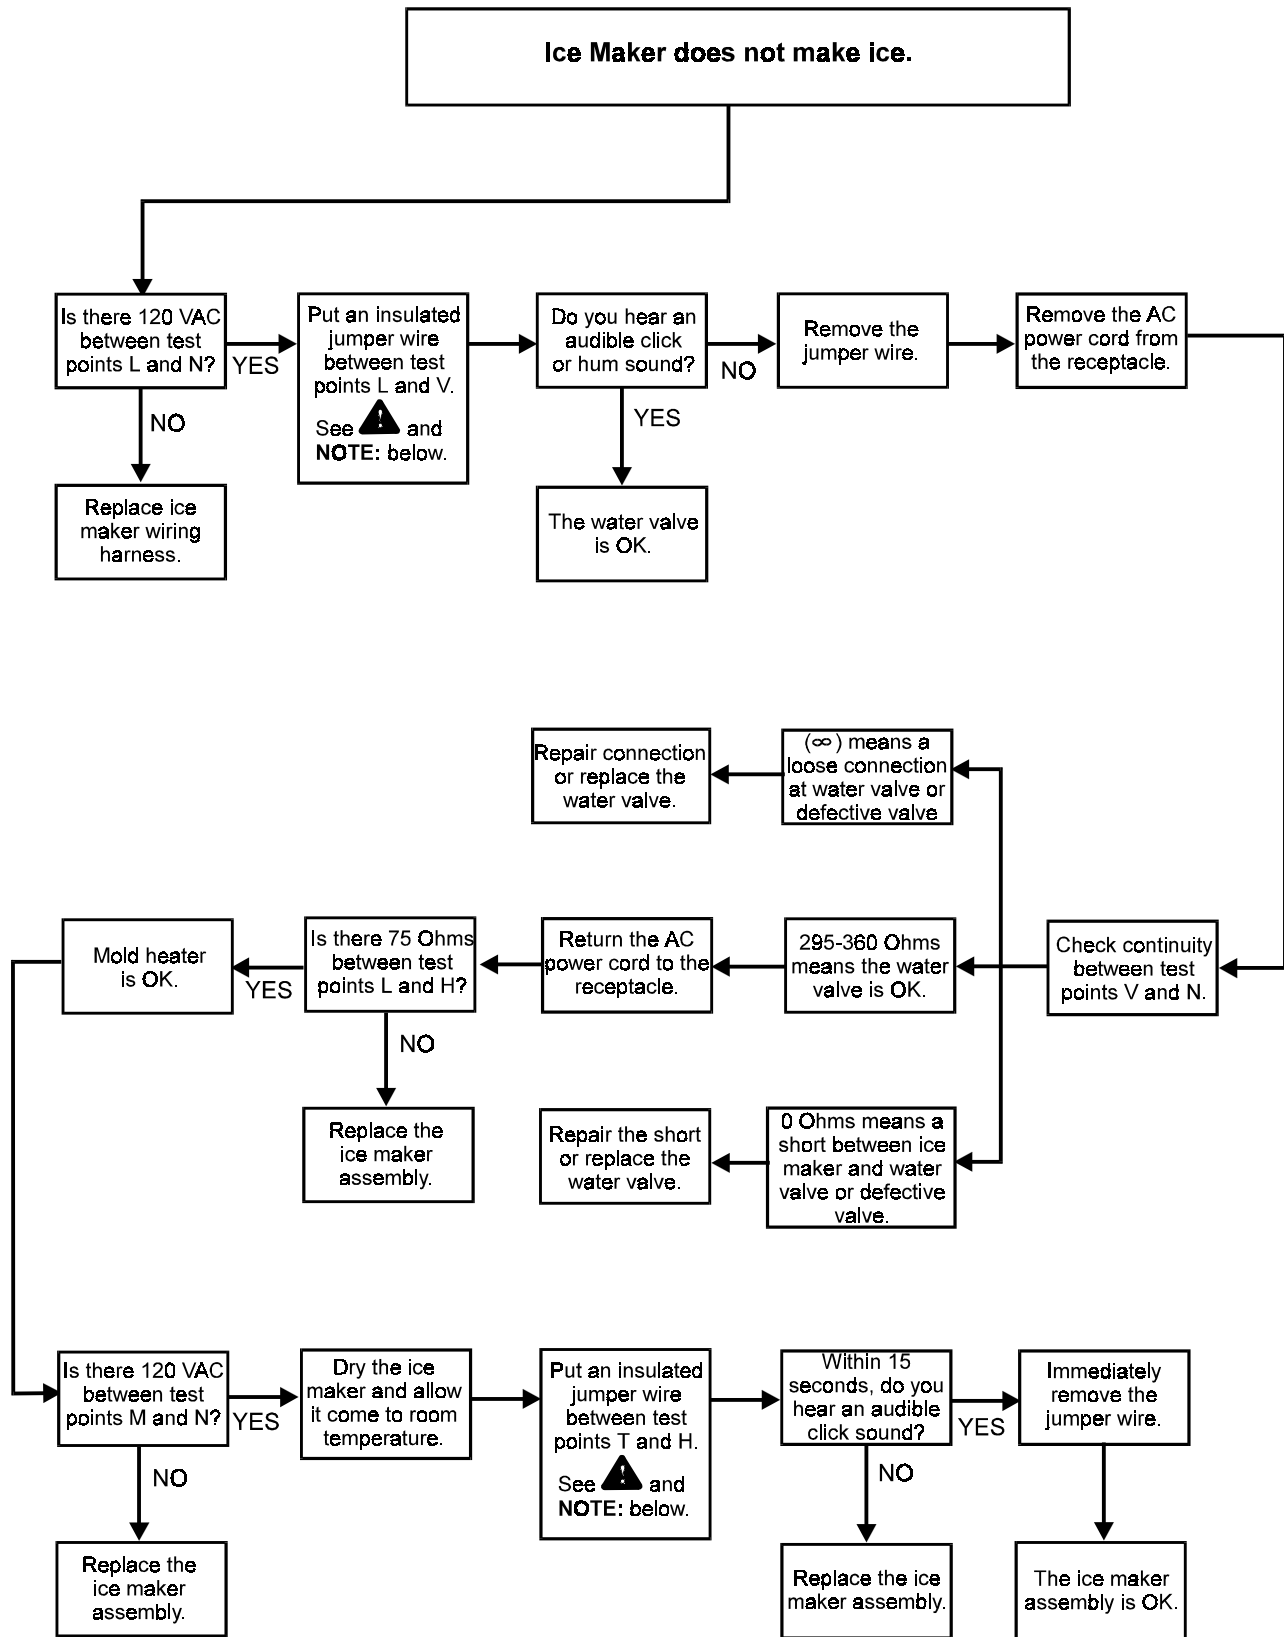 Ice Maker does not make ice.
Is there 120 VAC
between test
points L and N?
YES
NO
Replace ice
maker wiring
harness.
Put an insulated
jumper wire
between test
points L and V.
See ! and
NOTE: below.
Do you hear an
audible click
or hum sound?
NO
YES
The water valve
is OK.
Remove the
jumper wire.
Remove the AC
power cord from
the receptacle.
Check continuity
between test
points V and N.
(∞) means a
loose connection
at water valve or
defective valve
Repair connection
or replace the
water valve.
295-360 Ohms
means the water
valve is OK.
Return the AC
power cord to the
receptacle.
Is there 75 Ohms
between test
points L and H?
YES
NO
Mold heater
is OK.
Replace the
ice maker
assembly.
0 Ohms means a
short between ice
maker and water
valve or defective
valve.
Repair the short
or replace the
water valve.
Is there 120 VAC
between test
points M and N?
YES
NO
Replace the
ice maker
assembly.
Dry the ice
maker and allow
it come to room
temperature.
Put an insulated
jumper wire
between test
points T and H.
See ! and
NOTE: below.
Within 15
seconds, do you
hear an audible
click sound?
YES
NO
Replace the ice
maker assembly.
Immediately
remove the
jumper wire.
The ice maker
assembly is OK.